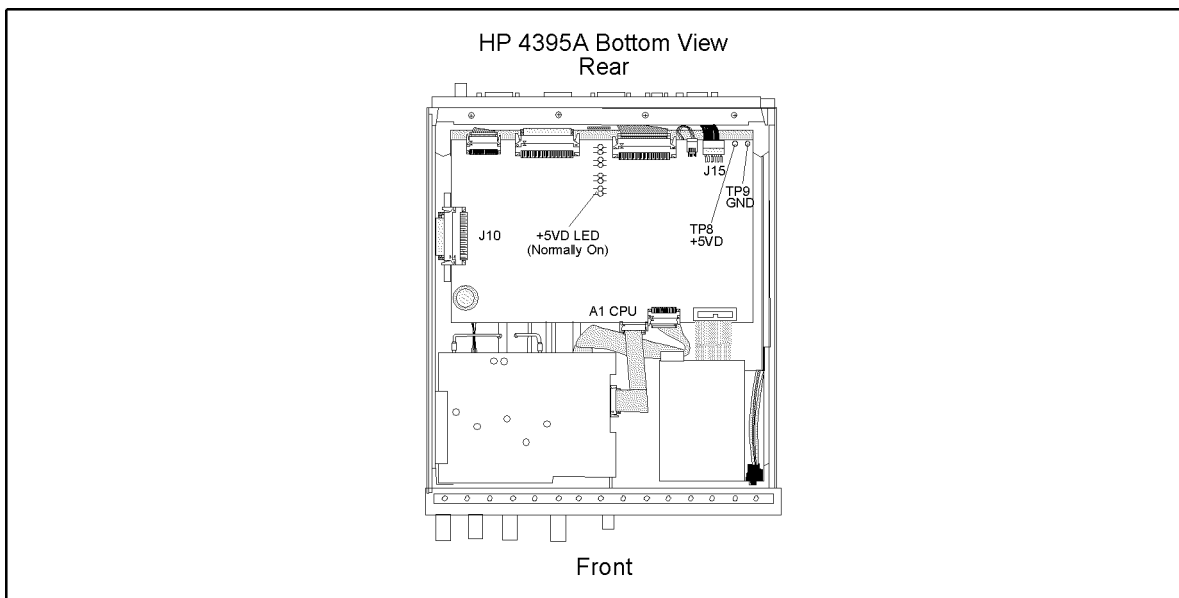 HP 4395A Bottom View
Rear
J15
TP9
GND
TP8
+5VD
J10
+5VD LED
(Normally On)
A1 CPU
Front